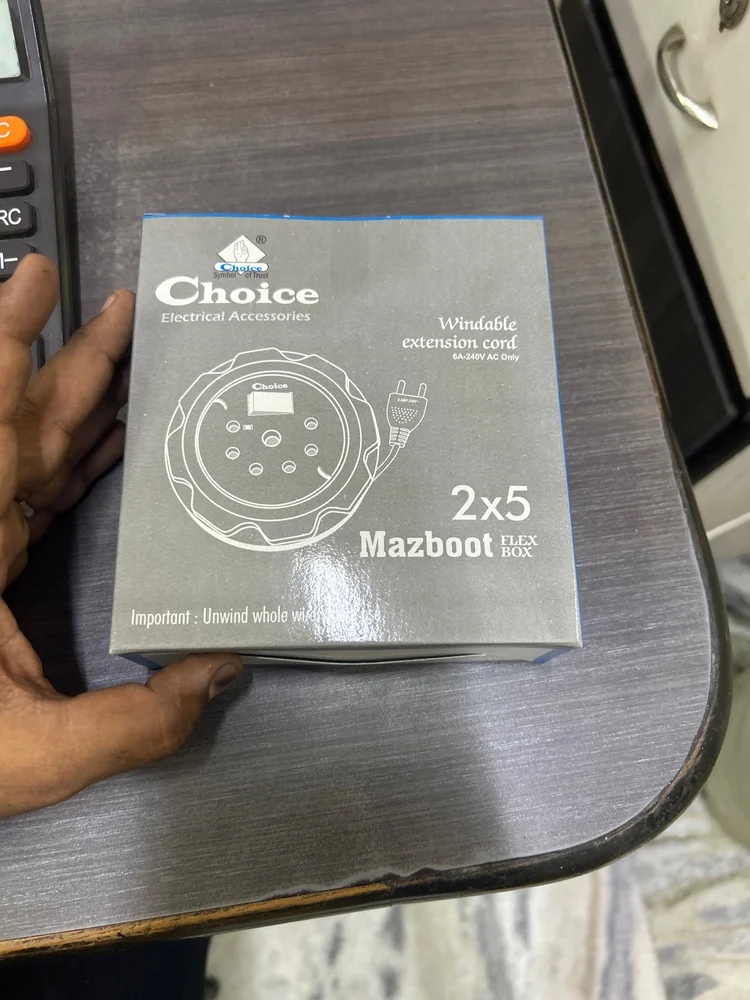 C
RC
Choice
Symbol of Trust
®
Choice
Electrical Accessories
Windable
extension cord
6A-240V AC Only
Choice
2x5
Mazboot FLEX
BOX
Important : Unwind whole